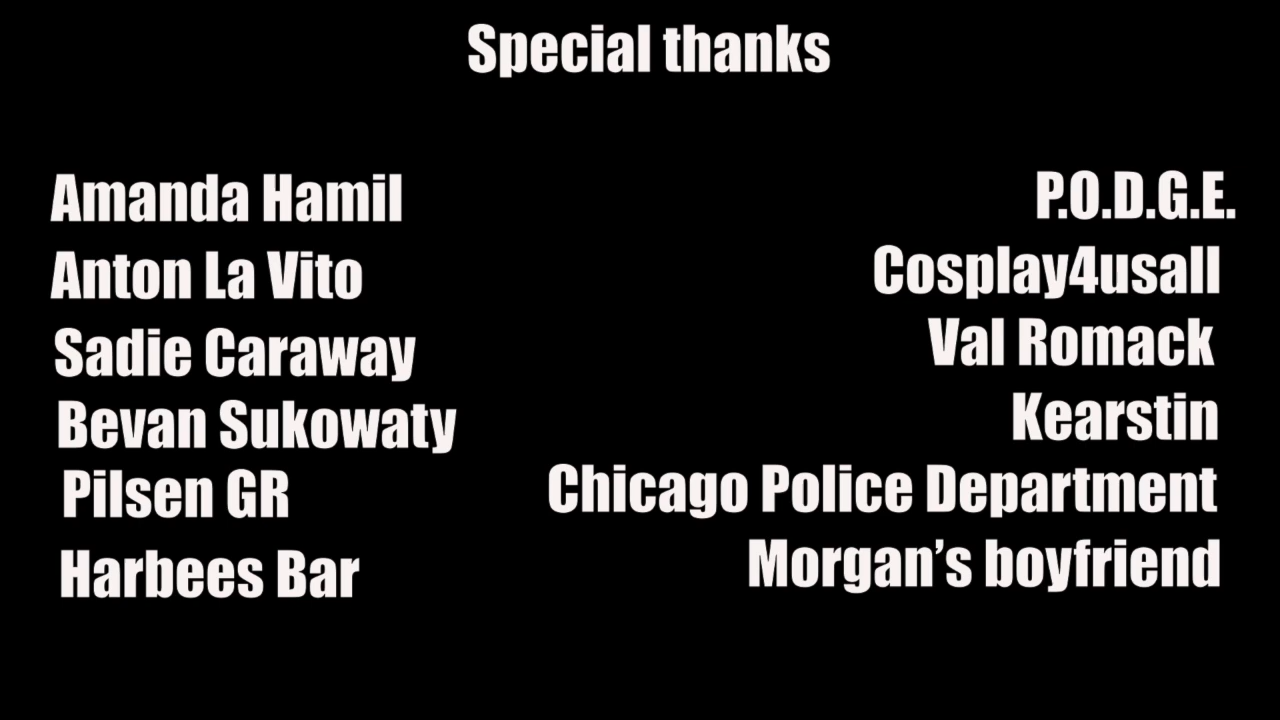 Special thanks
Amanda Hamil
Anton La Vito
Sadie Caraway
Bevan Sukowaty
Pilsen GR
Harbees Bar
P.O.D.G.E.
Cosplay4usall
Val Romack
Kearstin
Chicago Police Department
Morgan’s boyfriend